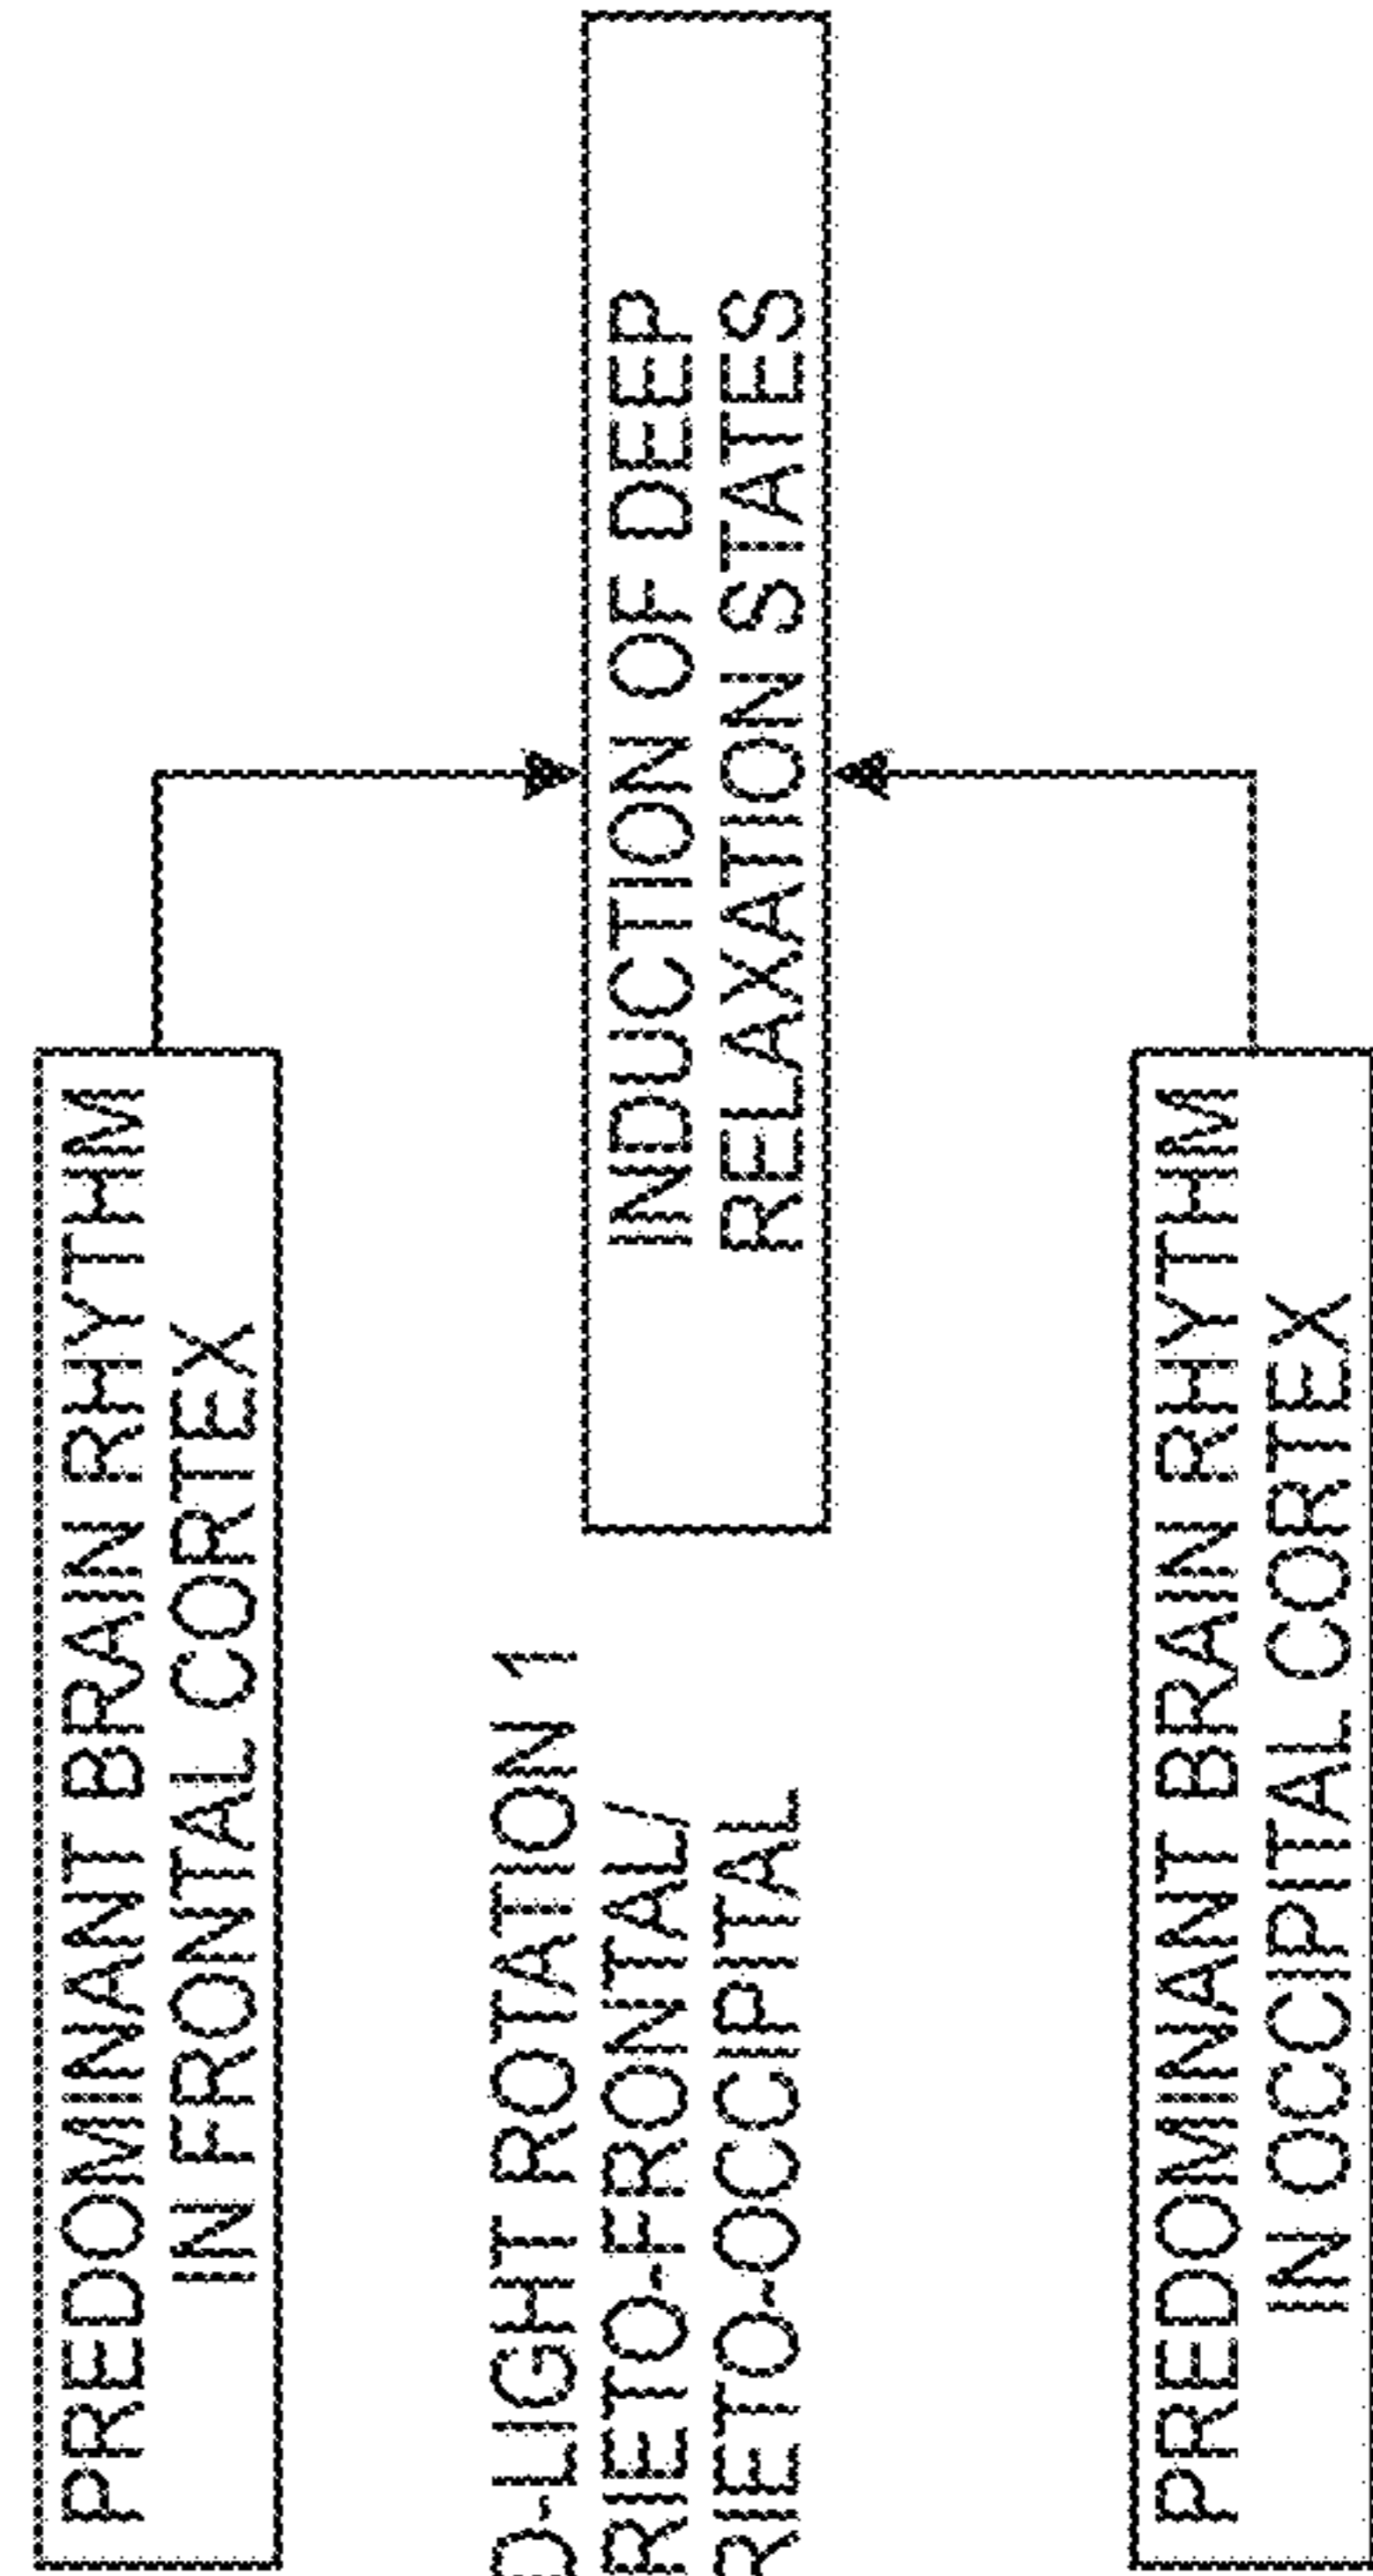 PREDOMINANT BRAIN RHYTHM
IN FRONTAL CORTEX
D-LIGHT ROTATION 1
RIETO-FRONTAL/
RIETO-OCCIPITAL
INDUCTION OF DEEP
RELAXATION STATES
PREDOMINANT BRAIN RHYTHM
IN OCCIPITAL CORTEX